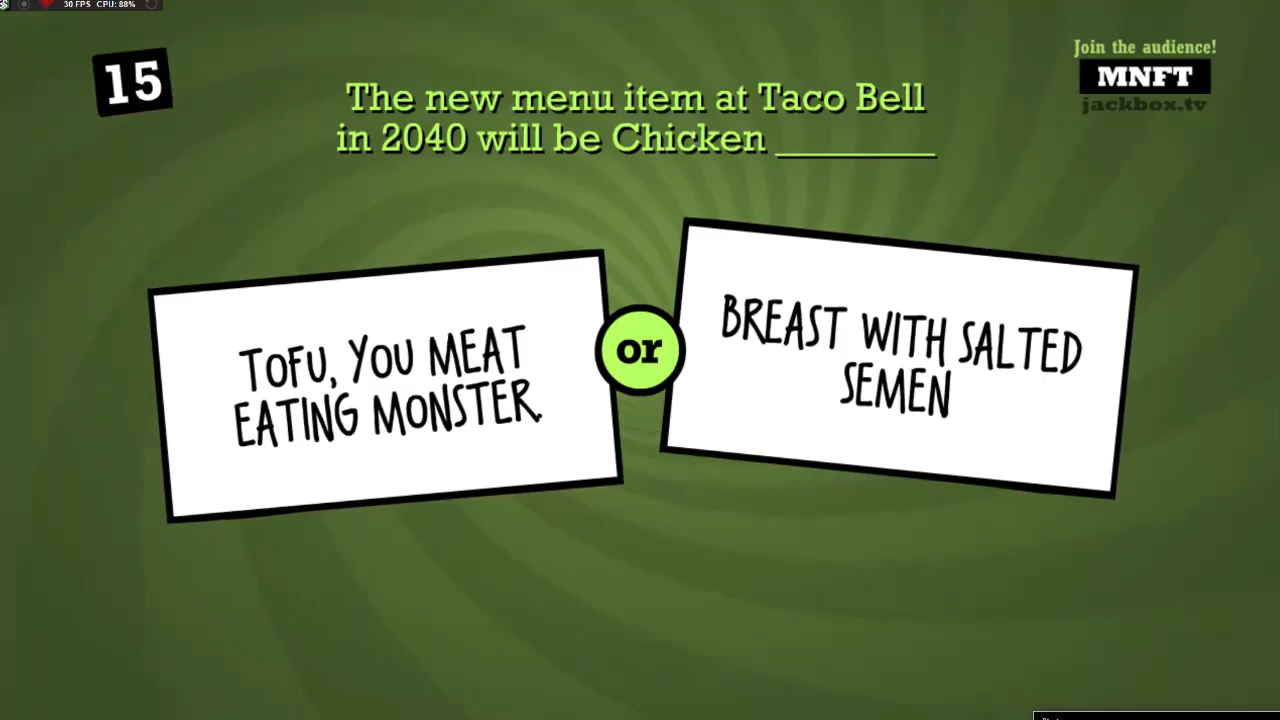 30 FPS CPU: 88%
15
Join the audience!
MNFT
jackbox.tv
The new menu item at Taco Bell
in 2040 will be Chicken ________
TOFU, YOU MEAT
EATING MONSTER.
or
BREAST WITH SALTED
SEMEN